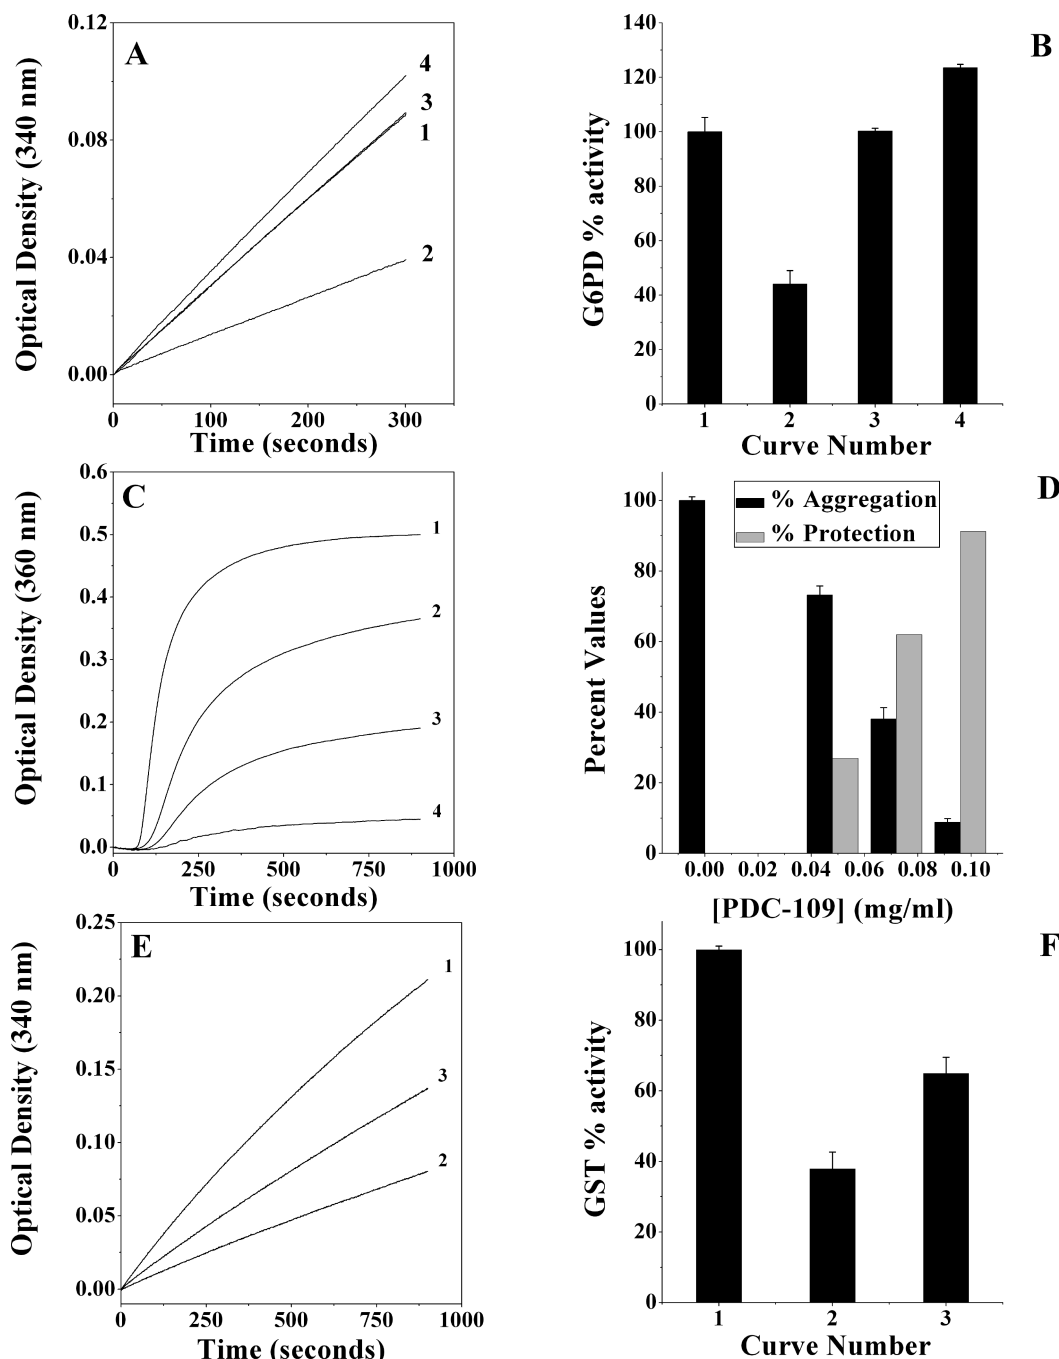 A
Optical Density (340 nm)
0.12
0.08
0.04
0.00
4
3
1
2
0 100 200 300
Time (seconds)
B
G6PD % activity
140
120
100
80
60
40
20
0
1 2 3 4
Curve Number
C
Optical Density (360 nm)
0.6
0.5
0.4
0.3
0.2
0.1
0.0
1
2
3
4
0 250 500 750 1000
Time (seconds)
D
% Aggregation
% Protection
Percent Values
100
80
60
40
20
0
0.00 0.02 0.04 0.06 0.08 0.10
[PDC-109] (mg/ml)
E
Optical Density (340 nm)
0.25
0.20
0.15
0.10
0.05
0.00
1
3
2
0 250 500 750 1000
Time (seconds)
F
GST % activity
100
80
60
40
20
0
1 2 3
Curve Number